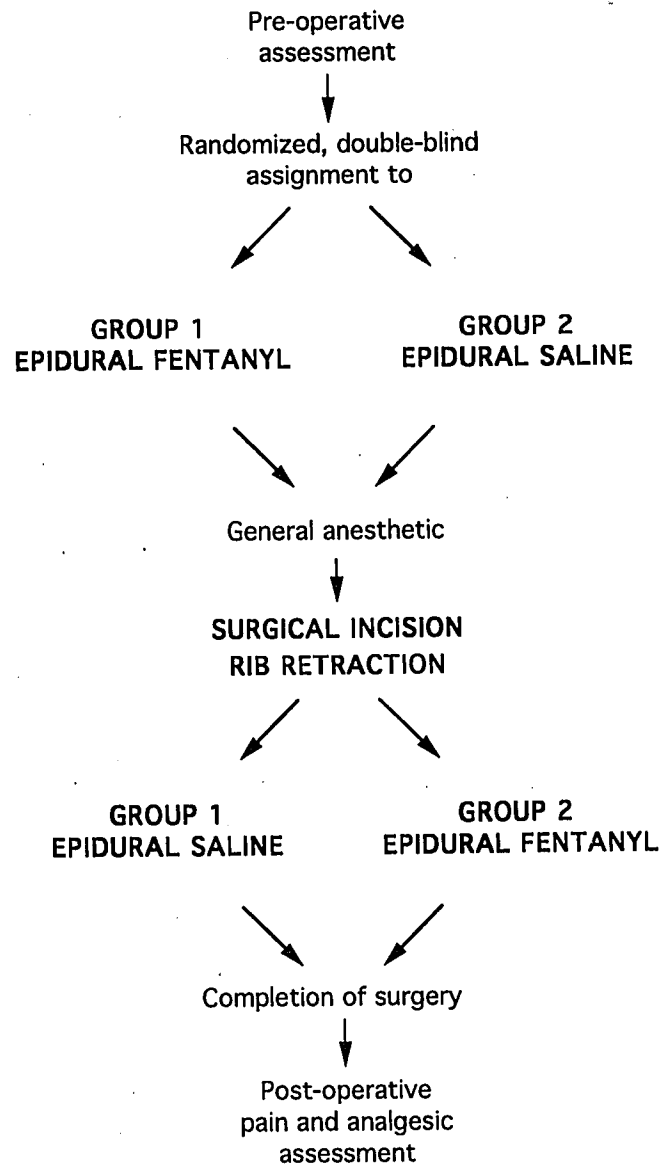 Pre-operative
assessment
Randomized, double-blind
assignment to
GROUP 1
EPIDURAL FENTANYL
GROUP 2
EPIDURAL SALINE
General anesthetic
SURGICAL INCISION
RIB RETRACTION
GROUP 1
EPIDURAL SALINE
GROUP 2
EPIDURAL FENTANYL
Completion of surgery
Post-operative
pain and analgesic
assessment